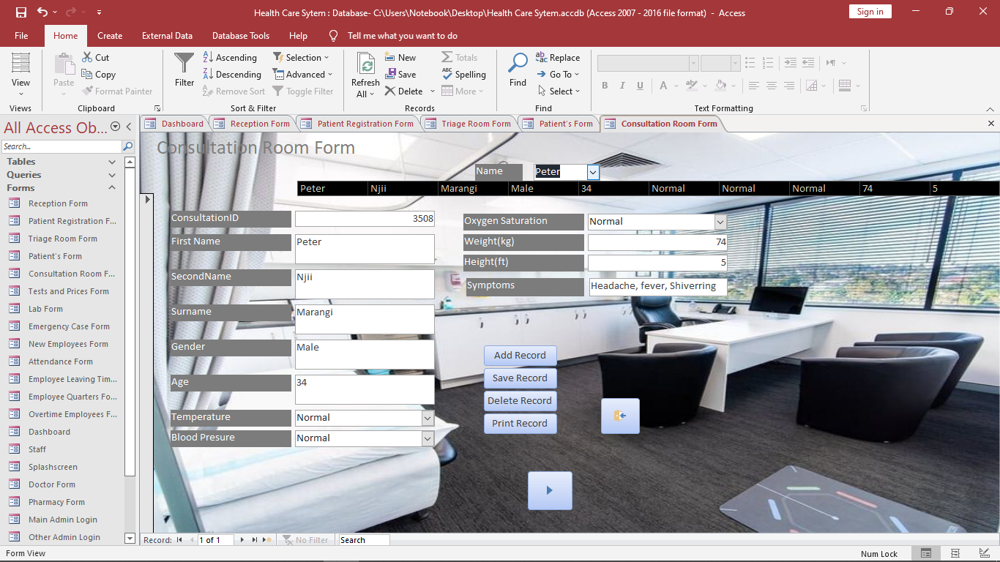 Health Care Sytem : Database- C:\Users\Notebook\Desktop\Health Care Sytem.accdb (Access 2007 - 2016 file format) - Access
Sign in
File Home Create External Data Database Tools Help Tell me what you want to do
View
Views
Paste
Cut
Copy
Format Painter
Clipboard
Filter
Ascending
Descending
Remove Sort
Selection
Advanced
Toggle Filter
Sort & Filter
Refresh
All
New
Save
Delete
Totals
Spelling
More
Records
Find
Replace
Go To
Select
Find
B I U A
Text Formatting
All Access Ob...
Search...
Tables
Queries
Forms
Reception Form
Patient Registration F...
Triage Room Form
Patient's Form
Consultation Room F...
Tests and Prices Form
Lab Form
Emergency Case Form
New Employees Form
Attendance Form
Employee Leaving Tim...
Employee Quarters Fo...
Overtime Employees F...
Dashboard
Staff
Splashscreen
Doctor Form
Pharmacy Form
Main Admin Login
Other Admin Login
Dashboard Reception Form Patient Registration Form Triage Room Form Patient's Form Consultation Room Form
Consultation Room Form
Name Peter
Peter Njii Marangi Male 34 Normal Normal Normal 74 5
ConsultationID 3508
First Name Peter
SecondName Njii
Surname Marangi
Gender Male
Age 34
Temperature Normal
Blood Presure Normal
Oxygen Saturation Normal
Weight(kg) 74
Height(ft) 5
Symptoms Headache, fever, Shiverring
Add Record
Save Record
Delete Record
Print Record
Record: 1 of 1 No Filter Search
Form View Num Lock